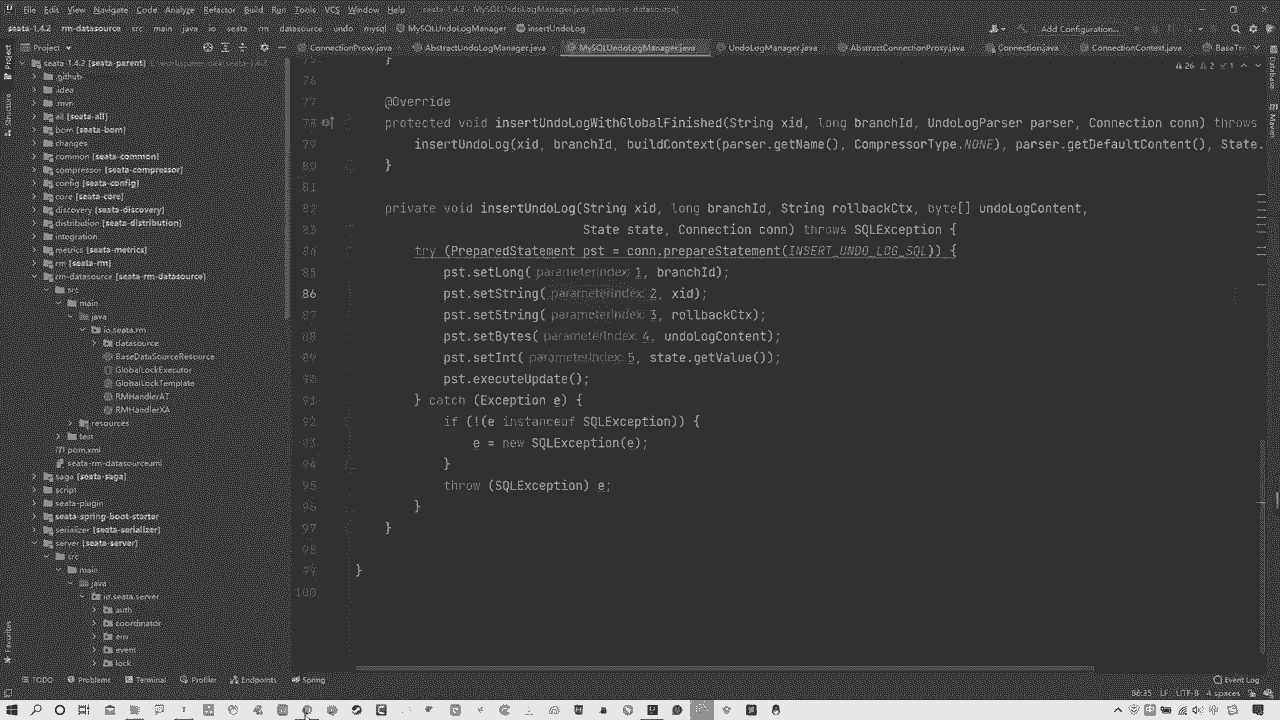 File Edit View Navigate Code Analyze Refactor Build Run Tools VCS Window Help
seata-1.4.2 rm-datasource src main java io seata rm datasource undo mysql MySQLUndoLogManager insertUndoLog
Add Configuration...
Project
ConnectionProxy.java AbstractUndoLogManager.java MySQLUndoLogManager.java UndoLogManager.java AbstractConnectionProxy.java Connection.java ConnectionContext.java BaseTr
seata-1.4.2 [seata-parent]
.github
.idea
.mvn
all [seata-all]
bom [seata-bom]
changes
common [seata-common]
compressor [seata-compressor]
config [seata-config]
core [seata-core]
discovery [seata-discovery]
distribution [seata-distribution]
integration
metrics [seata-metrics]
rm [seata-rm]
rm-datasource [seata-rm-datasource]
src
main
java
io.seata.rm
datasource
BaseDataSourceResource
GlobalLockExecutor
GlobalLockTemplate
RMHandlerAT
RMHandlerXA
resources
test
pom.xml
seata-rm-datasource.iml
saga [seata-saga]
script
seata-plugin
seata-spring-boot-starter
serializer [seata-serializer]
server [seata-server]
src
main
java
io.seata.server
auth
coordinator
env
event
lock
26 2 1
75 }
76
77 @Override
78 protected void insertUndoLogWithGlobalFinished(String xid, long branchId, UndoLogParser parser, Connection conn) throws
79 insertUndoLog(xid, branchId, buildContext(parser.getName(), CompressorType.NONE), parser.getDefaultContent(), State.
80 }
81
82 private void insertUndoLog(String xid, long branchId, String rollbackCtx, byte[] undoLogContent,
83 State state, Connection conn) throws SQLException {
84 try (PreparedStatement pst = conn.prepareStatement(INSERT_UNDO_LOG_SQL)) {
85 pst.setLong( parameterIndex: 1, branchId);
86 pst.setString( parameterIndex: 2, xid);
87 pst.setString( parameterIndex: 3, rollbackCtx);
88 pst.setBytes( parameterIndex: 4, undoLogContent);
89 pst.setInt( parameterIndex: 5, state.getValue());
90 pst.executeUpdate();
91 } catch (Exception e) {
92 if (!(e instanceof SQLException)) {
93 e = new SQLException(e);
94 }
95 throw (SQLException) e;
96 }
97 }
98
99 }
100
Project
Structure
Favorites
Database
Maven
TODO Problems Terminal Profiler Endpoints Spring
Event Log
86:35 LF UTF-8 4 spaces